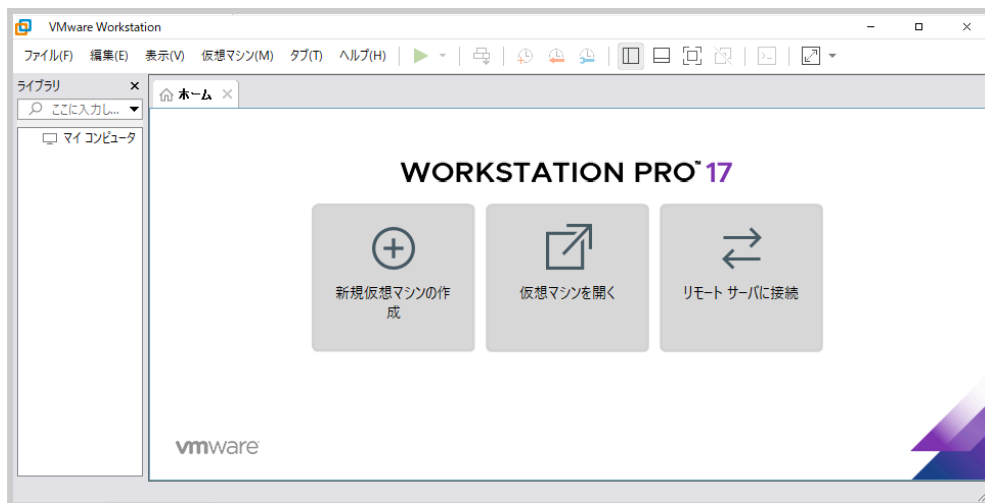 VMware Workstation
ファイル(F) 編集(E) 表示(V) 仮想マシン(M) タブ(T) ヘルプ(H)
ライブラリ
ホーム
ここに入力し...
マイ コンピュータ
WORKSTATION PRO™ 17
新規仮想マシンの作
成
仮想マシンを開く
リモート サーバに接続
vmware